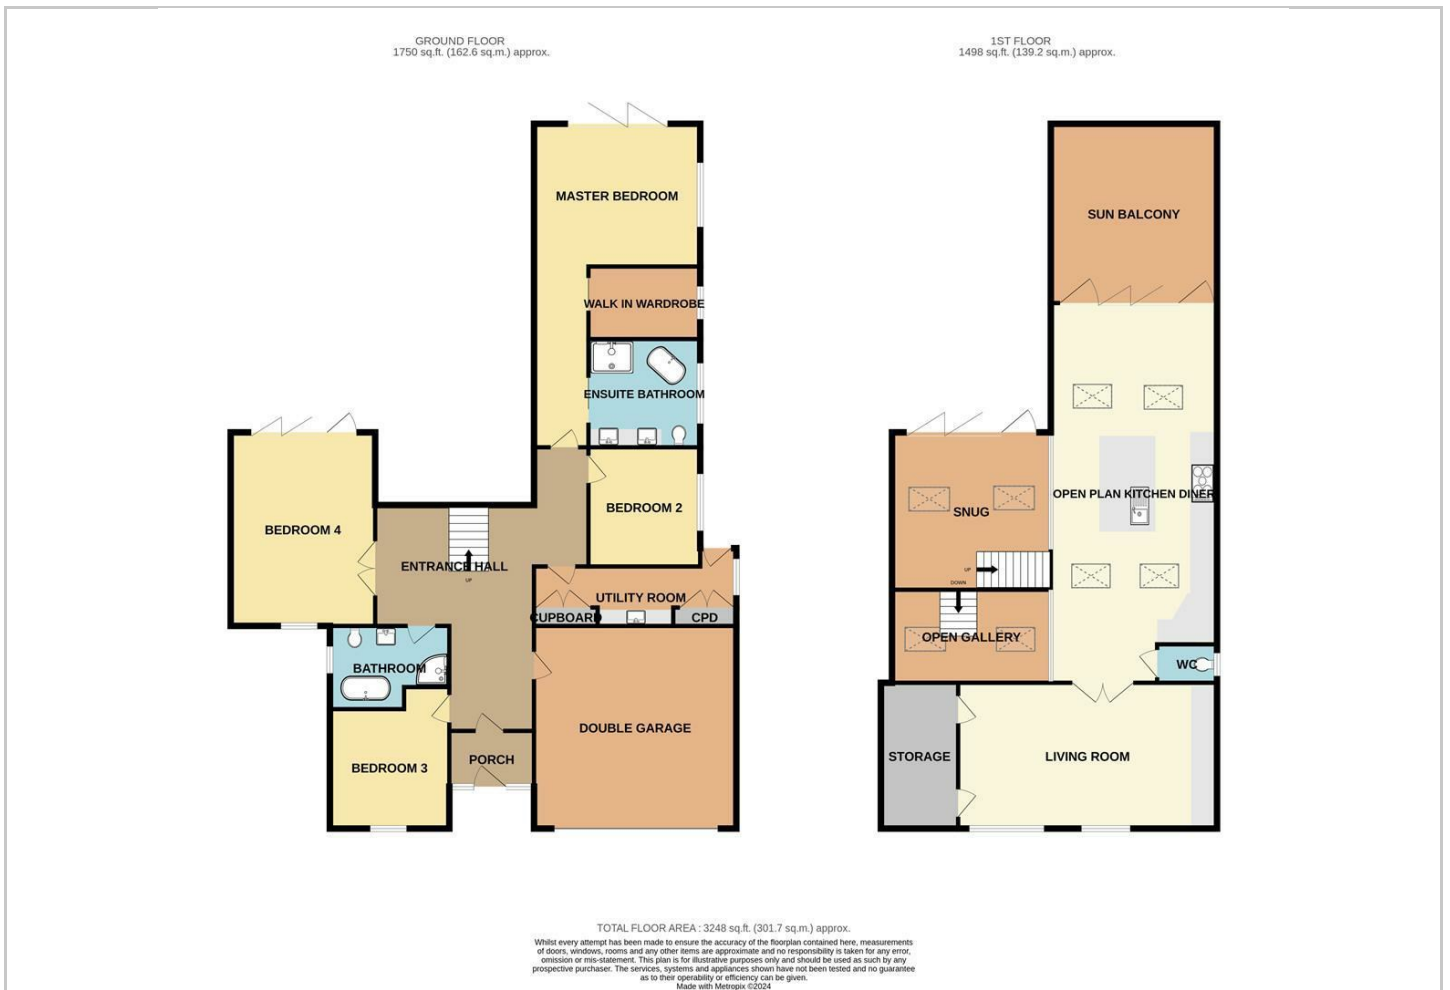 GROUND FLOOR
1750 sq.ft. (162.6 sq.m.) approx.
1ST FLOOR
1498 sq.ft. (139.2 sq.m.) approx.
MASTER BEDROOM
WALK IN WARDROBE
ENSUITE BATHROOM
BEDROOM 4
BEDROOM 2
ENTRANCE HALL
UP
UTILITY ROOM
CUPBOARD
CPD
BATHROOM
DOUBLE GARAGE
BEDROOM 3
PORCH
SUN BALCONY
OPEN PLAN KITCHEN DINER
SNUG
UP
DOWN
OPEN GALLERY
WC
STORAGE
LIVING ROOM
TOTAL FLOOR AREA : 3248 sq.ft. (301.7 sq.m.) approx.
Whilst every attempt has been made to ensure the accuracy of the floorplan contained here, measurements
of doors, windows, rooms and any other items are approximate and no responsibility is taken for any error,
omission or mis-statement. This plan is for illustrative purposes only and should be used as such by any
prospective purchaser. The services, systems and appliances shown have not been tested and no guarantee
as to their operability or efficiency can be given.
Made with Metropix ©2024